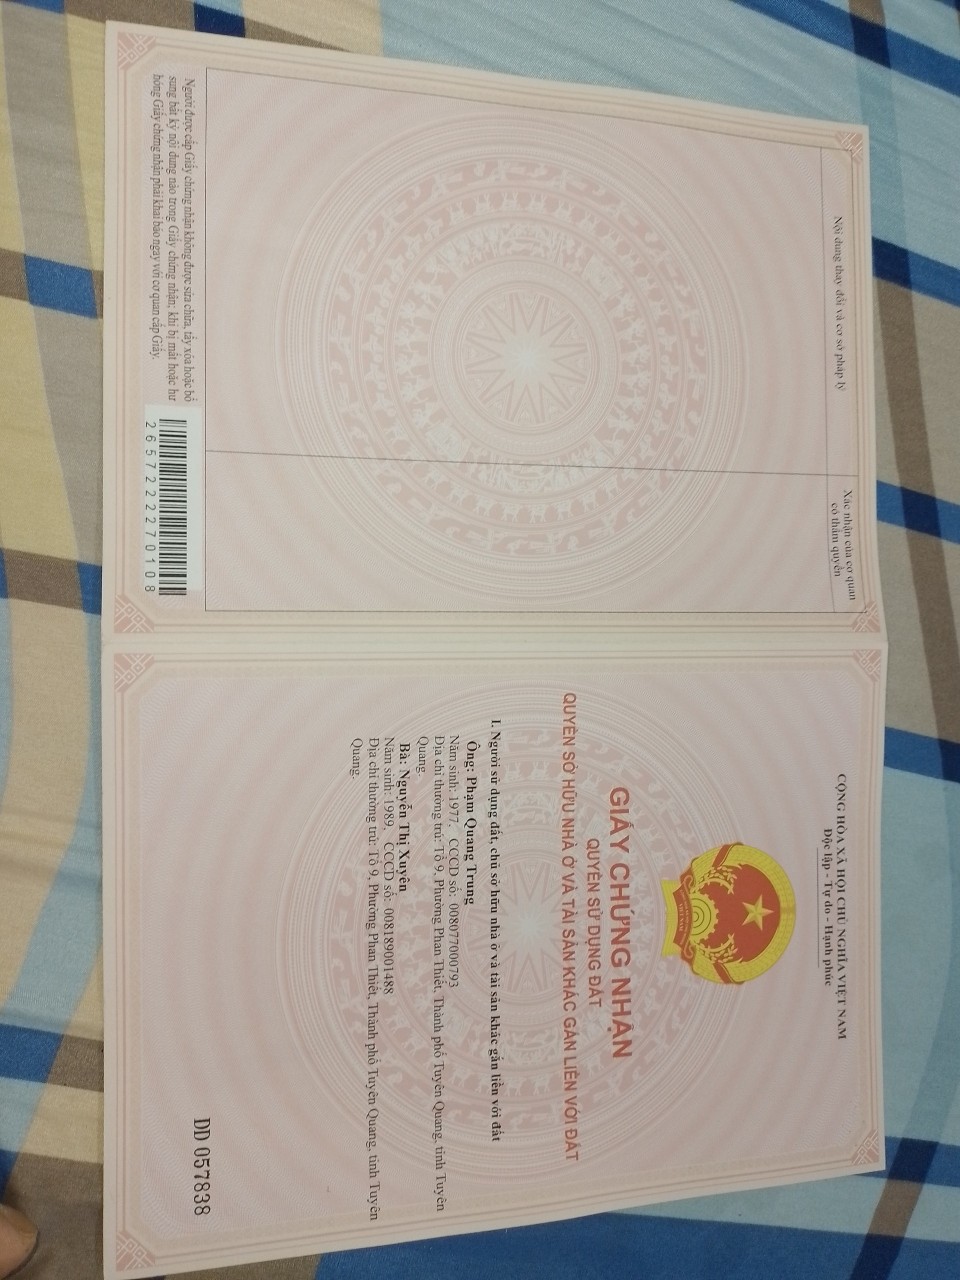 CỘNG HÒA XÃ HỘI CHỦ NGHĨA VIỆT NAM
Độc lập - Tự do - Hạnh phúc
GIẤY CHỨNG NHẬN
QUYỀN SỬ DỤNG ĐẤT
QUYỀN SỞ HỮU NHÀ Ở VÀ TÀI SẢN KHÁC GẮN LIỀN VỚI ĐẤT
I. Người sử dụng đất, chủ sở hữu nhà ở và tài sản khác gắn liền với đất
Ông: Phạm Quang Trung
Năm sinh: 1977, CCCD số: 008077000793
Địa chỉ thường trú: Tổ 9, Phường Phan Thiết, Thành phố Tuyên Quang, tỉnh Tuyên
Quang.
Bà: Nguyễn Thị Xuyên
Năm sinh: 1989, CCCD số: 008189001488
Địa chỉ thường trú: Tổ 9, Phường Phan Thiết, Thành phố Tuyên Quang, tỉnh Tuyên
Quang.
DD 057838
Nội dung thay đổi và cơ sở pháp lý
Xác nhận của cơ quan
có thẩm quyền
Người được cấp Giấy chứng nhận không được sửa chữa, tẩy xóa hoặc bổ
sung bất kỳ nội dung nào trong Giấy chứng nhận; khi bị mất hoặc hư
hỏng Giấy chứng nhận phải khai báo ngay với cơ quan cấp Giấy.
2657222270108